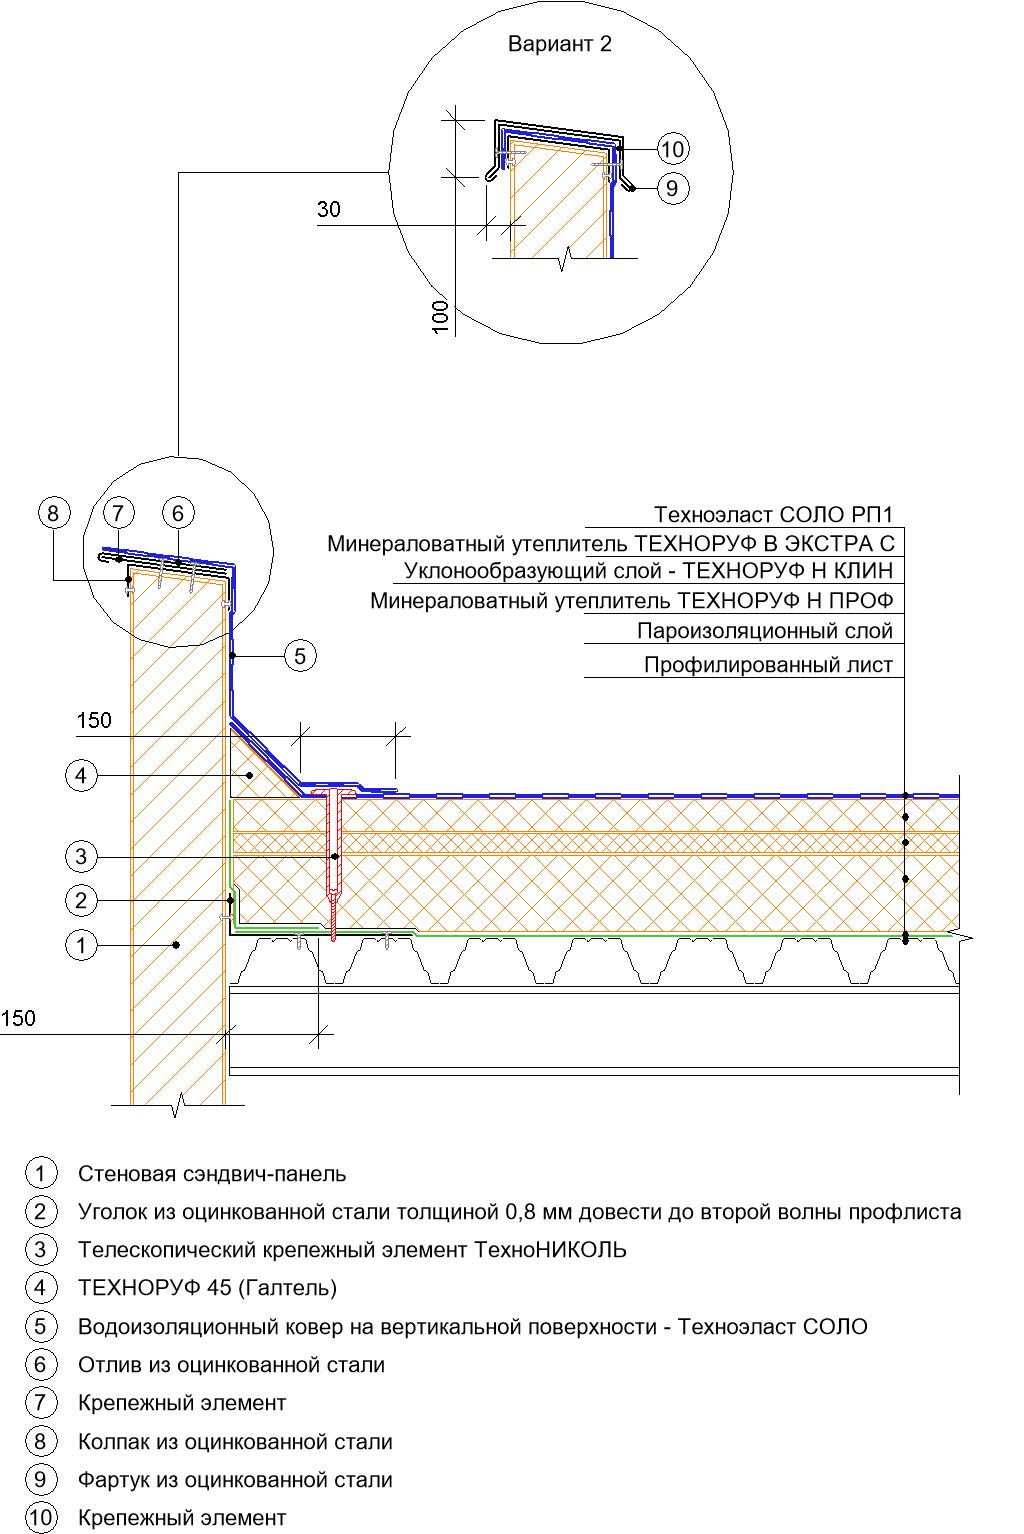 Вариант 2
10
9
30
100
8
7
6
Техноэласт СОЛО РП1
Минераловатный утеплитель ТЕХНОРУФ В ЭКСТРА С
Уклонообразующий слой - ТЕХНОРУФ Н КЛИН
Минераловатный утеплитель ТЕХНОРУФ Н ПРОФ
Пароизоляционный слой
Профилированный лист
5
150
4
3
2
1
150
1 Стеновая сэндвич-панель
2 Уголок из оцинкованной стали толщиной 0,8 мм довести до второй волны профлиста
3 Телескопический крепежный элемент ТехноНИКОЛЬ
4 ТЕХНОРУФ 45 (Галтель)
5 Водоизоляционный ковер на вертикальной поверхности - Техноэласт СОЛО
6 Отлив из оцинкованной стали
7 Крепежный элемент
8 Колпак из оцинкованной стали
9 Фартук из оцинкованной стали
10 Крепежный элемент